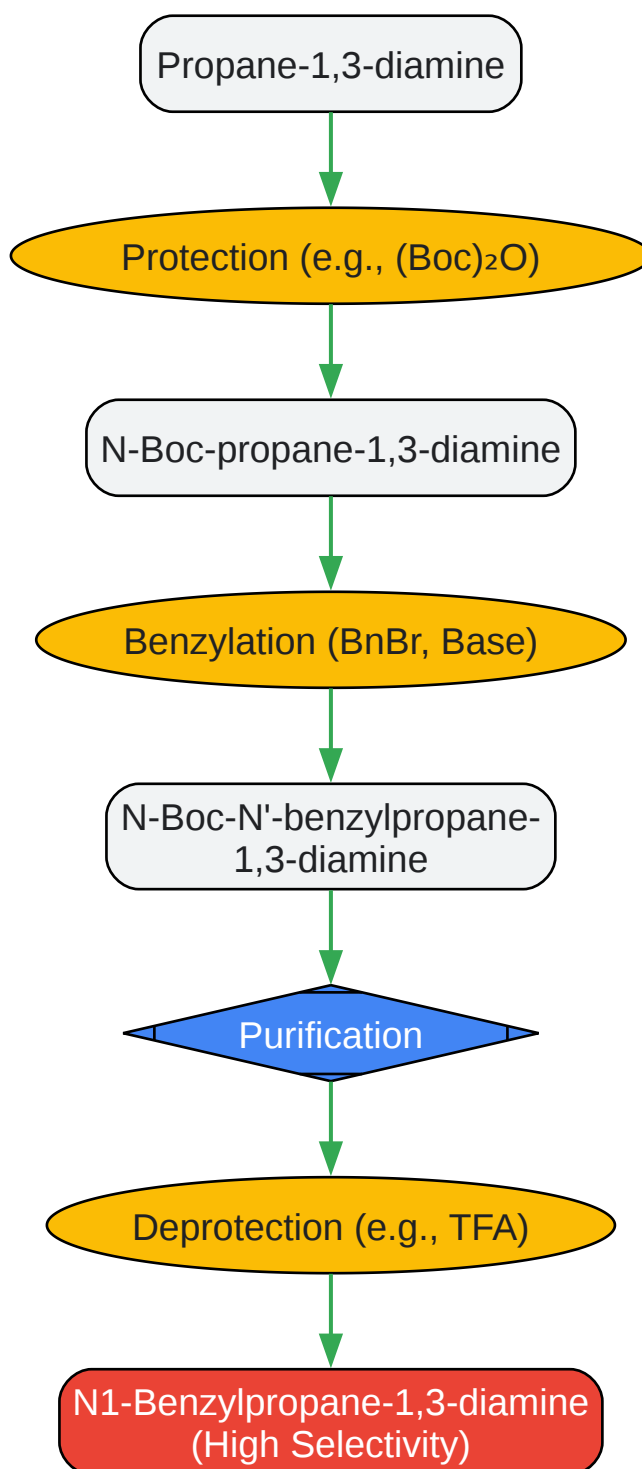 Propane-1,3-diamine
Protection (e.g., (Boc)₂O)
N-Boc-propane-1,3-diamine
Benzylation (BnBr, Base)
N-Boc-N'-benzylpropane-
1,3-diamine
Purification
Deprotection (e.g., TFA)
N1-Benzylpropane-1,3-diamine
(High Selectivity)